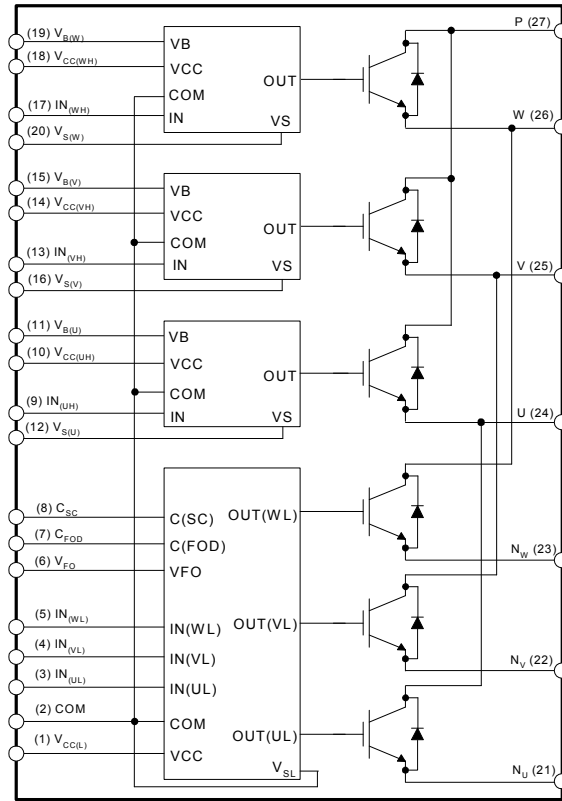 (19) VB(W)
VB
P (27)
(18) VCC(WH)
VCC
OUT
COM
(17) IN(WH)
IN
W (26)
(20) VS(W)
VS
(15) VB(V)
VB
(14) VCC(VH)
VCC
OUT
COM
(13) IN(VH)
IN
VS
V (25)
(16) VS(V)
(11) VB(U)
VB
(10) VCC(UH)
VCC
OUT
COM
(9) IN(UH)
IN
VS
U (24)
(12) VS(U)
(8) CSC
C(SC)
OUT(WL)
(7) CFOD
C(FOD)
(6) VFO
VFO
NW (23)
(5) IN(WL)
IN(WL)
OUT(VL)
(4) IN(VL)
IN(VL)
NV (22)
(3) IN(UL)
IN(UL)
(2) COM
COM
OUT(UL)
(1) VCC(L)
VCC
VSL
NU (21)